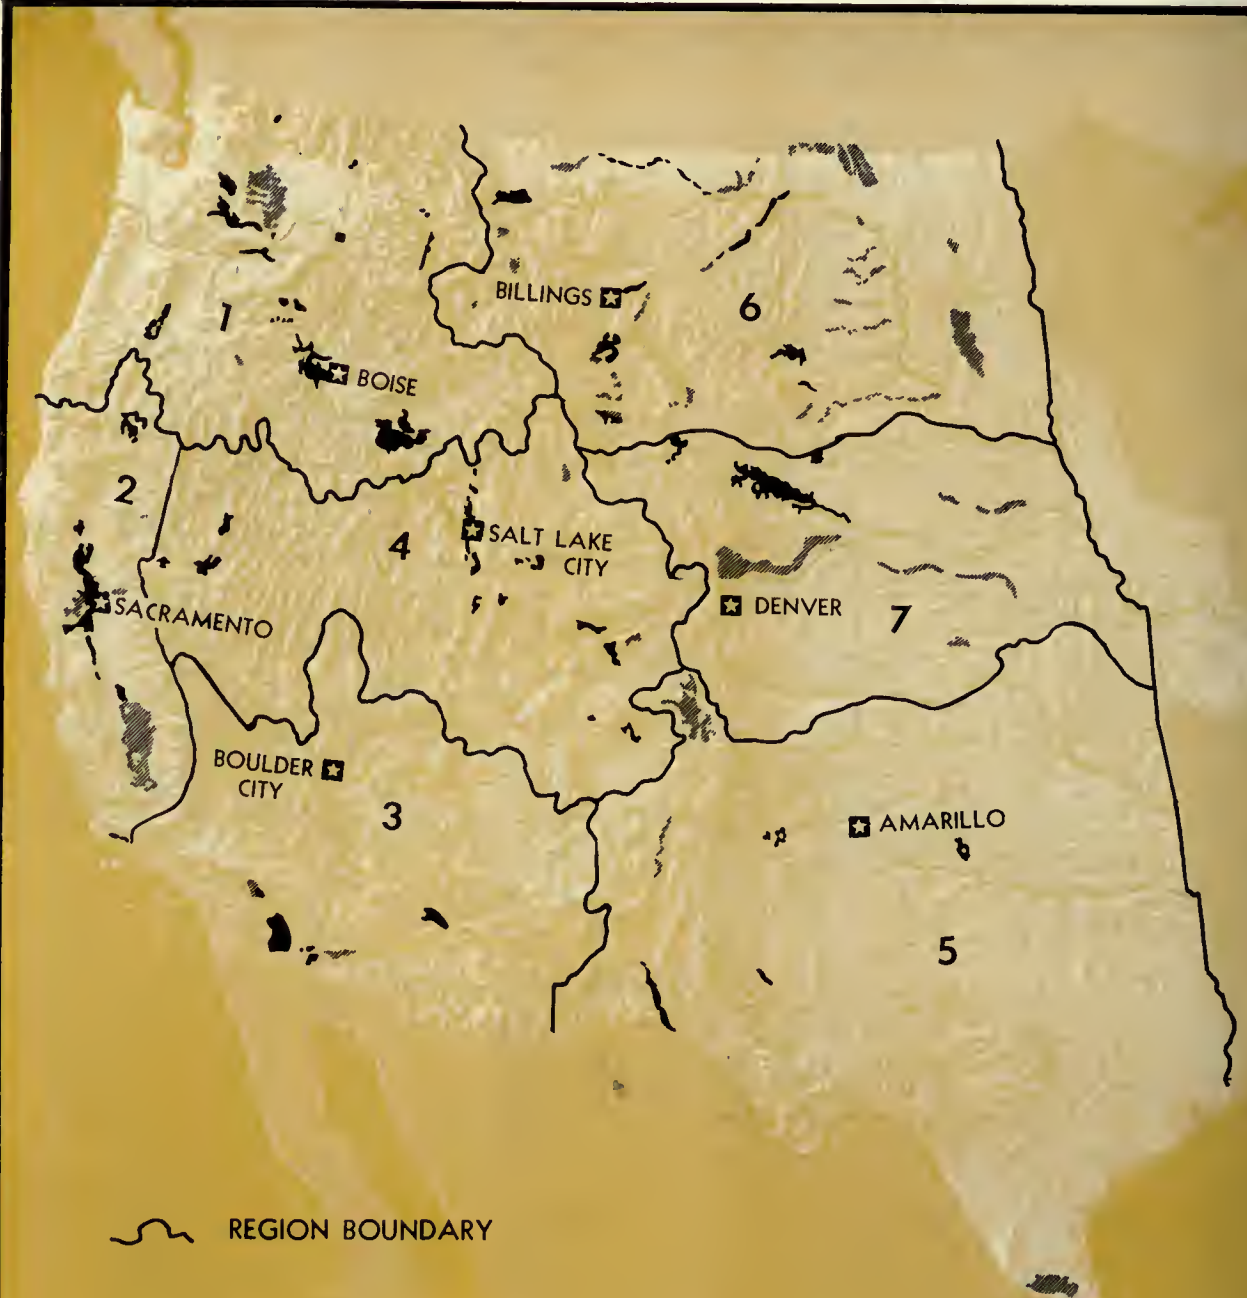 BILLINGS
6
1
BOISE
2
4
SALT LAKE
CITY
SACRAMENTO
DENVER
7
BOULDER
CITY
3
AMARILLO
5
REGION BOUNDARY